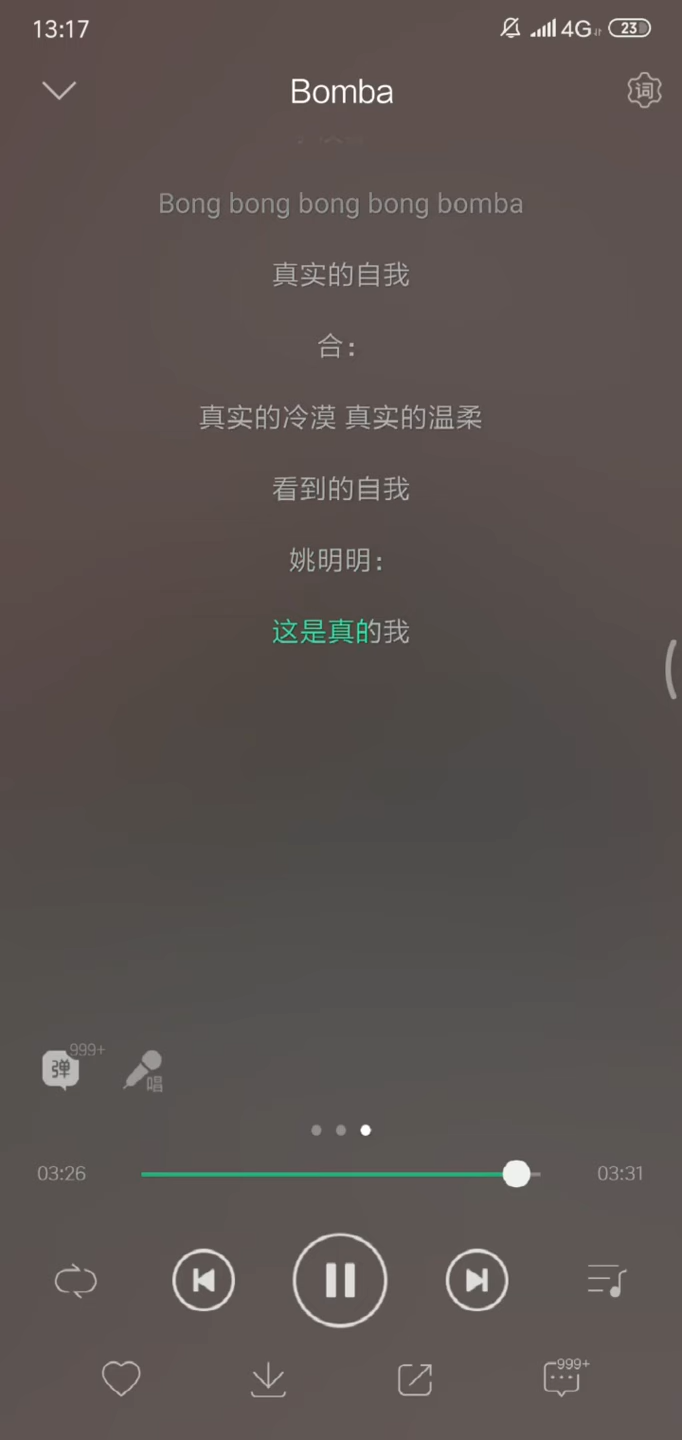 13:17 4G 23
Bomba
词
Bong bong bong bong bomba
真实的自我
合：
真实的冷漠 真实的温柔
看到的自我
姚明明：
这是真的我
弹 999+ 唱
03:26 03:31
999+